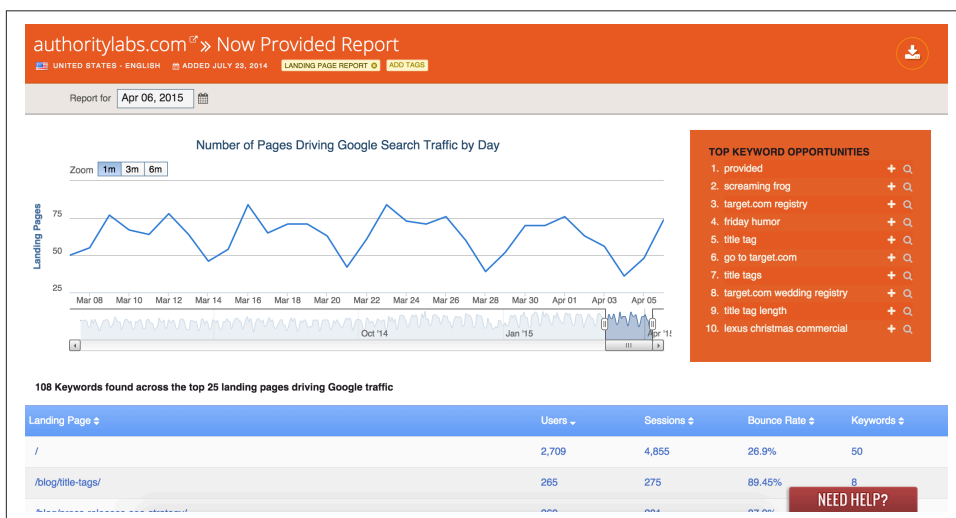 authoritylabs.com » Now Provided Report
UNITED STATES - ENGLISH ADDED JULY 23, 2014 LANDING PAGE REPORT ADD TAGS
Report for Apr 06, 2015
Number of Pages Driving Google Search Traffic by Day
Zoom 1m 3m 6m
Landing Pages
75
50
25
Mar 08 Mar 10 Mar 12 Mar 14 Mar 16 Mar 18 Mar 20 Mar 22 Mar 24 Mar 26 Mar 28 Mar 30 Apr 01 Apr 03 Apr 05
Oct '14 Jan '15 Apr '15
TOP KEYWORD OPPORTUNITIES
1. provided
2. screaming frog
3. target.com registry
4. friday humor
5. title tag
6. go to target.com
7. title tags
8. target.com wedding registry
9. title tag length
10. lexus christmas commercial
108 Keywords found across the top 25 landing pages driving Google traffic
Landing Page Users Sessions Bounce Rate Keywords
/ 2,709 4,855 26.9% 50
/blog/title-tags/ 265 275 89.45% 8
NEED HELP?